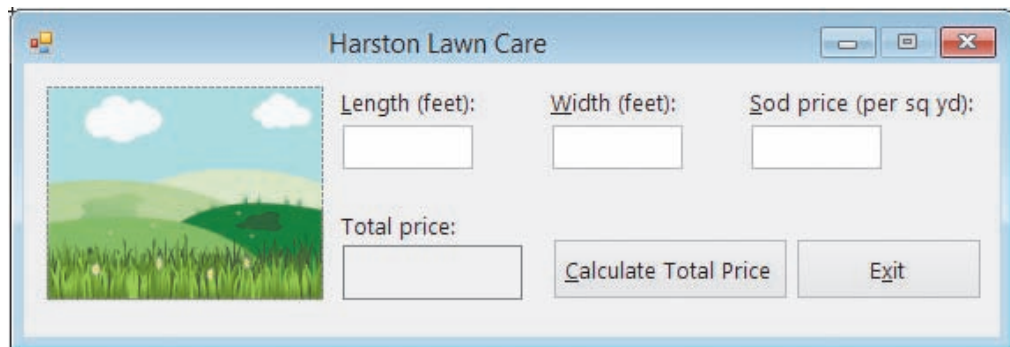 Harston Lawn Care
Length (feet):
Width (feet):
Sod price (per sq yd):
Total price:
Calculate Total Price
Exit